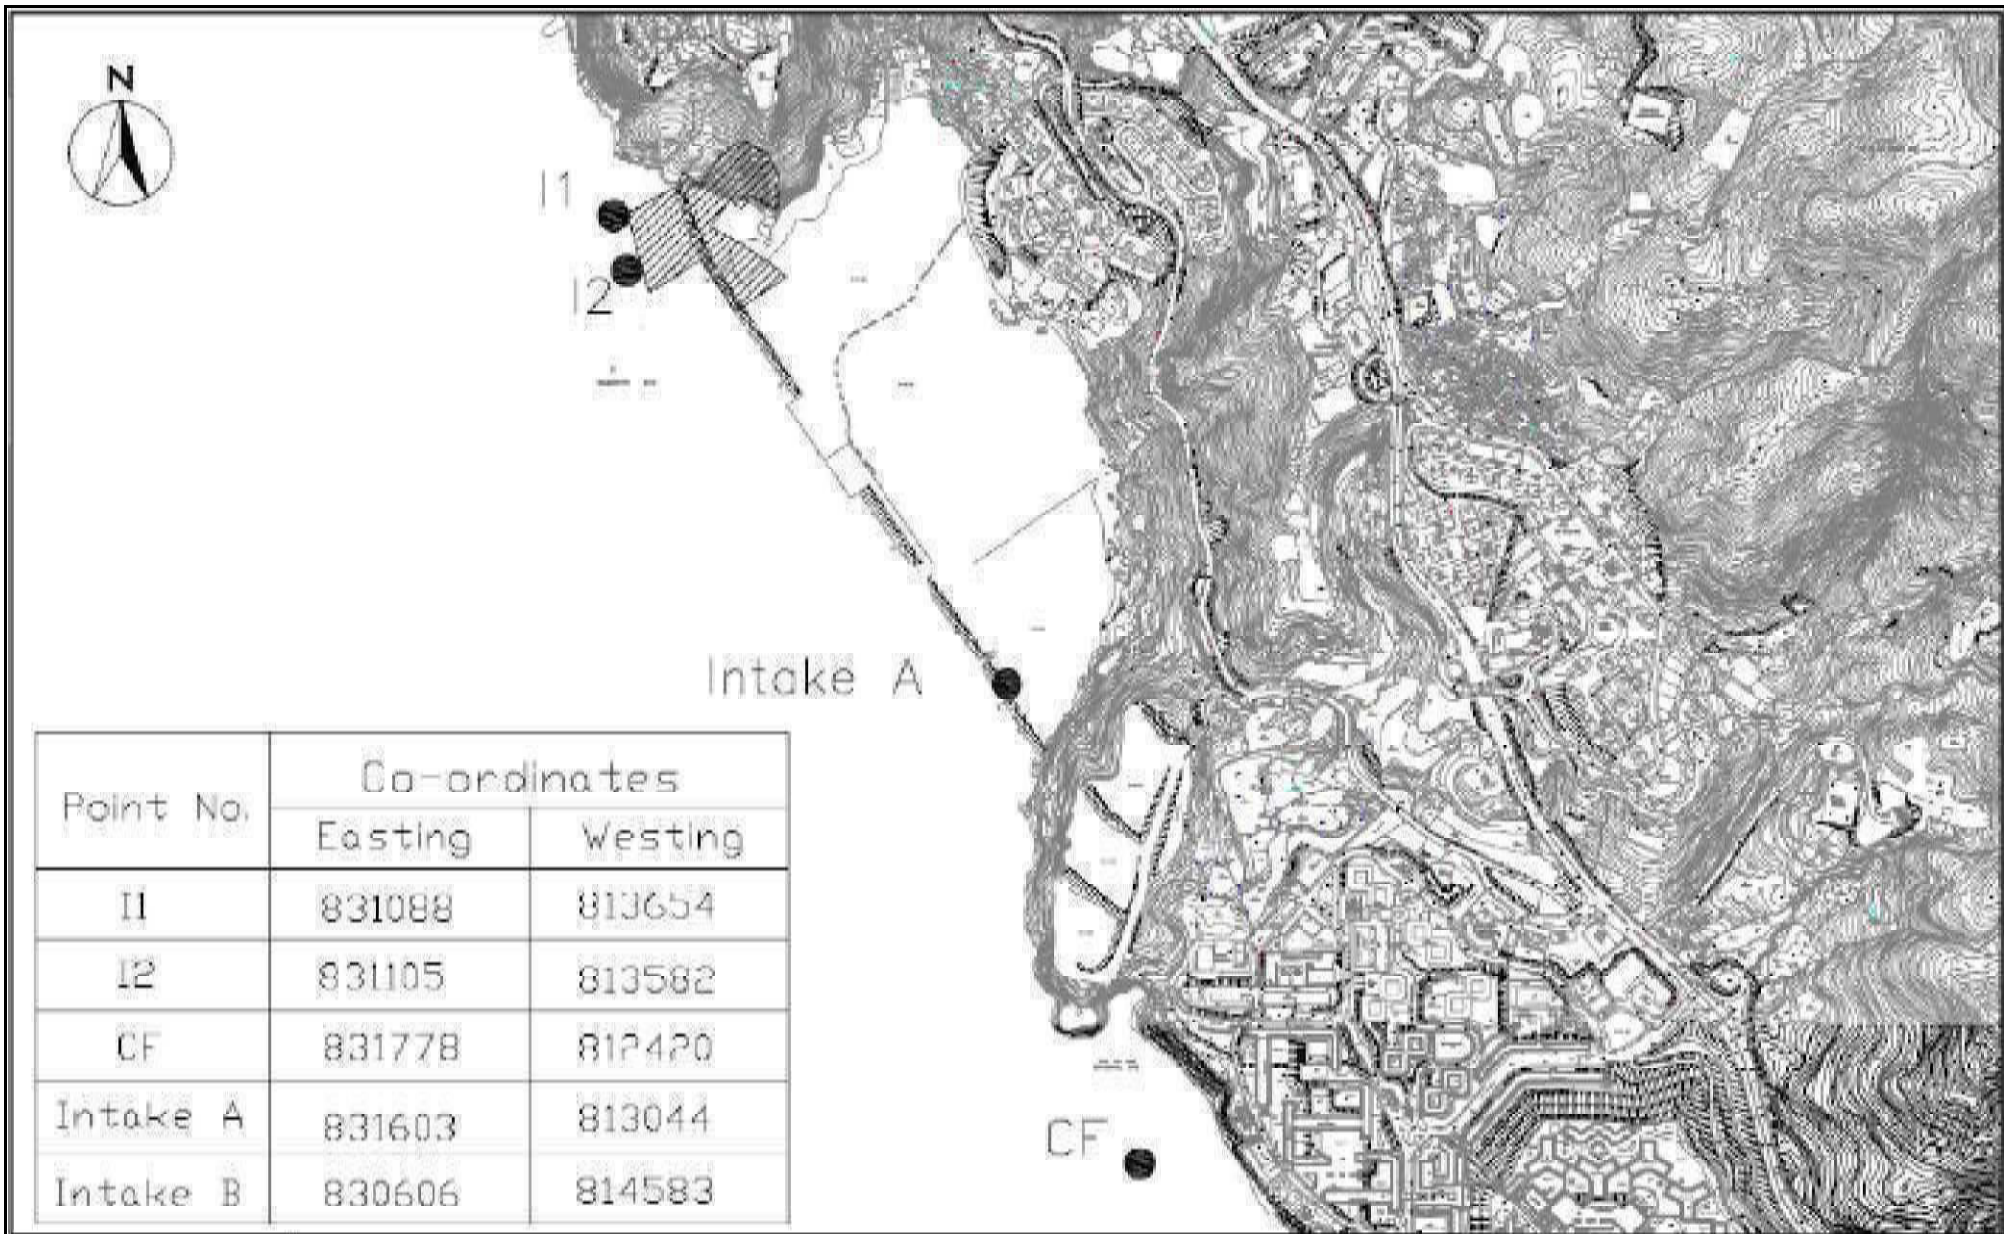 N
I1
I2
Intake A
Point No.
Co-ordinates
Easting Westing
I1 831088 813654
I2 831105 813582
CF 831778 812420
Intake A 831603 813044
Intake B 830606 814583
CF